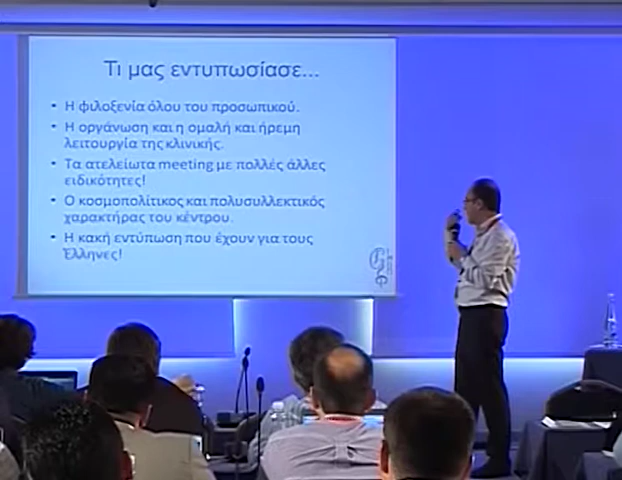 Τι μας εντυπωσίασε...
• Η φιλοξενία όλου του προσωπικού.
• Η οργάνωση και η ομαλή και ήρεμη
λειτουργία της κλινικής.
• Τα ατελείωτα meeting με πολλές άλλες
ειδικότητες!
• Ο κοσμοπολίτικος και πολυσυλλεκτικός
χαρακτήρας του κέντρου.
• Η κακή εντύπωση που έχουν για τους
Έλληνες!